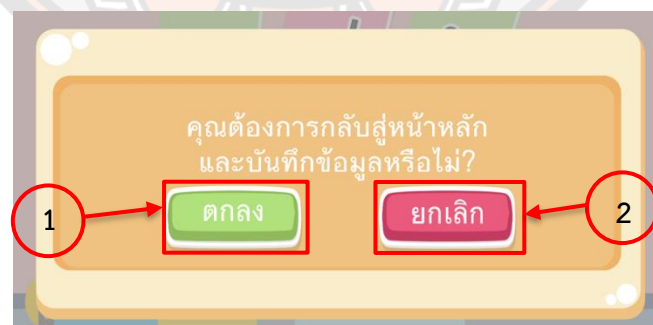 คุณต้องการกลับสู่หน้าหลัก
และบันทึกข้อมูลหรือไม่?
1
ตกลง
ยกเลิก
2